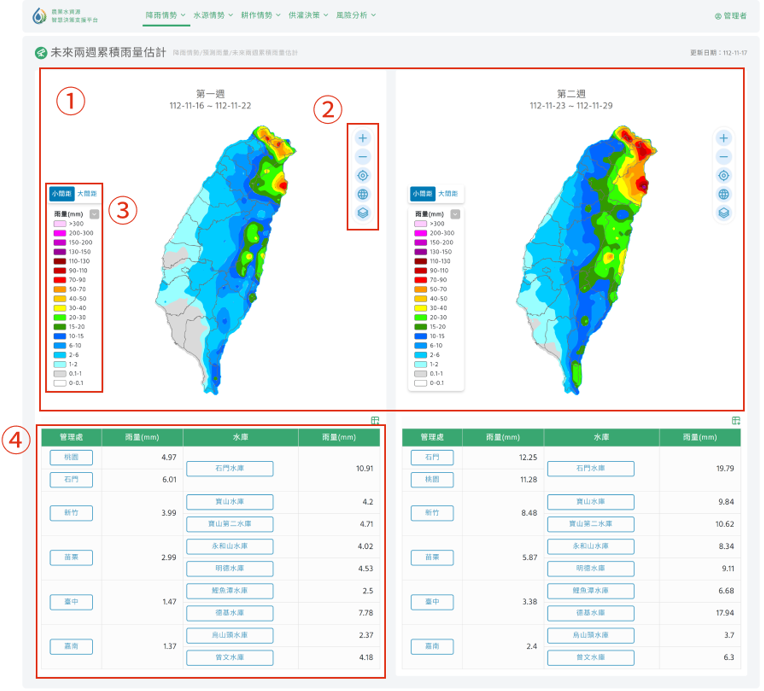 農業水資源
智慧決策支援平台
降雨情勢 水源情勢 耕作情勢 供灌決策 風險分析
管理者
未來兩週累積雨量估計 降雨情勢/預測雨量/未來兩週累積雨量估計
更新日期：112-11-17
①
第一週
112-11-16 ~ 112-11-22
②
③
小間距 大間距
雨量(mm)
>300
200-300
150-200
130-150
110-130
90-110
70-90
50-70
40-50
30-40
20-30
15-20
10-15
6-10
2-6
1-2
0.1-1
0-0.1
第二週
112-11-23 ~ 112-11-29
小間距 大間距
雨量(mm)
>300
200-300
150-200
130-150
110-130
90-110
70-90
50-70
40-50
30-40
20-30
15-20
10-15
6-10
2-6
1-2
0.1-1
0-0.1
④
管理處 雨量(mm) 水庫 雨量(mm)
桃園 4.97
石門水庫 10.91
石門 6.01
新竹 3.99
寶山水庫 4.2
寶山第二水庫 4.71
苗栗 2.99
永和山水庫 4.02
明德水庫 4.53
臺中 1.47
鯉魚潭水庫 2.5
德基水庫 7.78
嘉南 1.37
烏山頭水庫 2.37
曾文水庫 4.18
管理處 雨量(mm) 水庫 雨量(mm)
石門 12.25
石門水庫 19.79
桃園 11.28
新竹 8.48
寶山水庫 9.84
寶山第二水庫 10.62
苗栗 5.87
永和山水庫 8.34
明德水庫 9.11
臺中 3.38
鯉魚潭水庫 6.68
德基水庫 17.94
嘉南 2.4
烏山頭水庫 3.7
曾文水庫 6.3